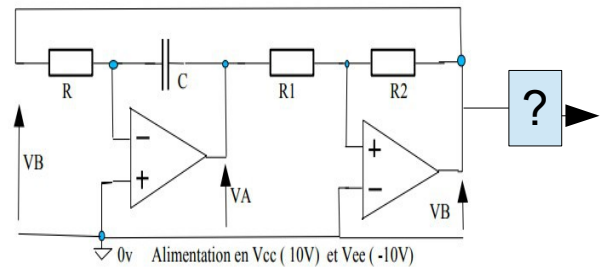 R
C
R1
R2
?
−
+
+
−
VB
VA
VB
0v Alimentation en Vcc ( 10V) et Vee ( -10V)